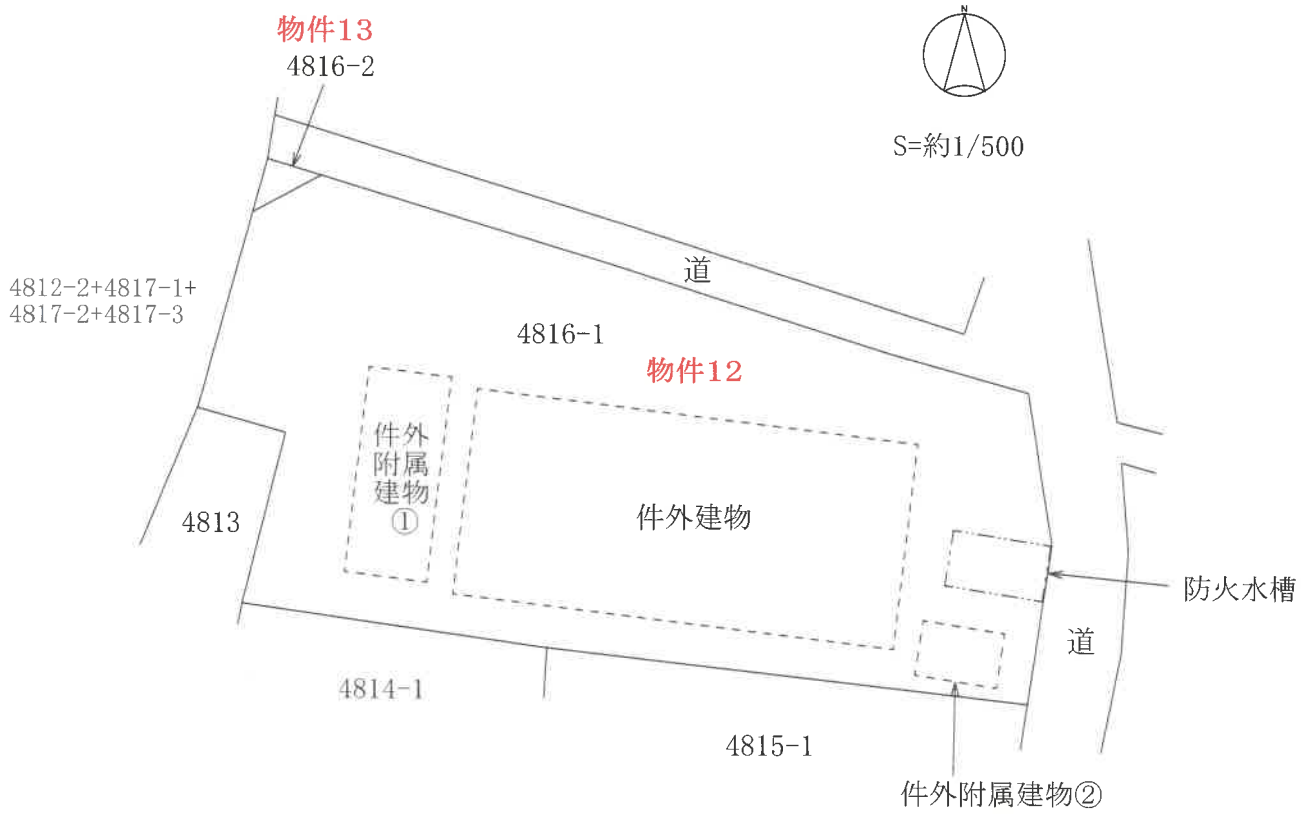 N
物件13
4816-2
S=約1/500
道
4812-2+4817-1+
4817-2+4817-3
4816-1
物件12
件外
附属
建物
①
4813
件外建物
防火水槽
道
4814-1
4815-1
件外附属建物②